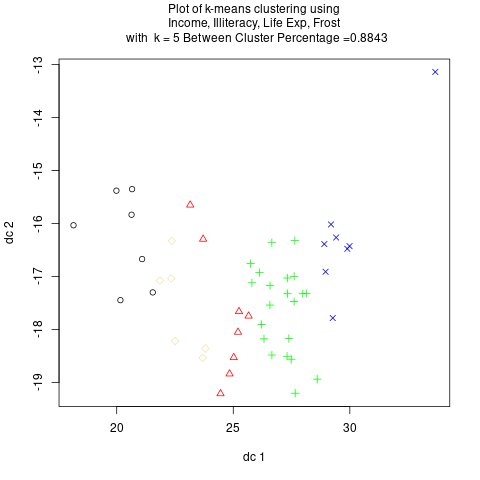 Plot of k-means clustering using
Income, Illiteracy, Life Exp, Frost
with  k = 5 Between Cluster Percentage =0.8843
-13
-14
-15
-16
-17
-18
-19
dc 2
20
25
30
dc 1